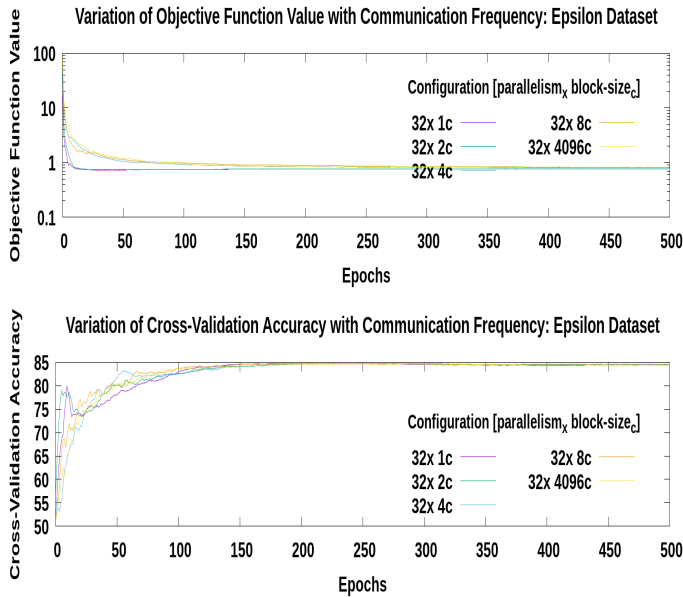 Variation of Objective Function Value with Communication Frequency: Epsilon Dataset
Objective Function Value
100
10
1
0.1
Configuration [parallelismx block-sizec]
32x 1c
32x 8c
32x 2c
32x 4096c
32x 4c
0 50 100 150 200 250 300 350 400 450 500
Epochs
Variation of Cross-Validation Accuracy with Communication Frequency: Epsilon Dataset
Cross-Validation Accuracy
85
80
75
70
65
60
55
50
Configuration [parallelismx block-sizec]
32x 1c
32x 8c
32x 2c
32x 4096c
32x 4c
0 50 100 150 200 250 300 350 400 450 500
Epochs